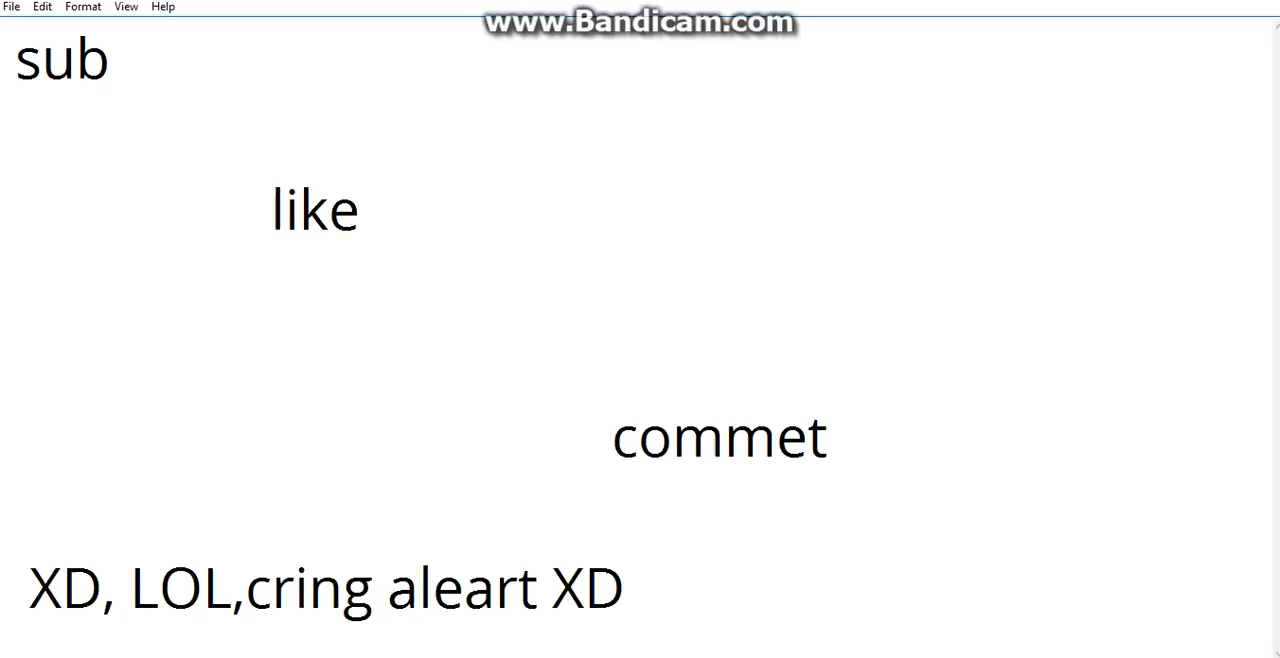 File Edit Format View Help
www.Bandicam.com
sub
like
commet
XD, LOL,cring aleart XD